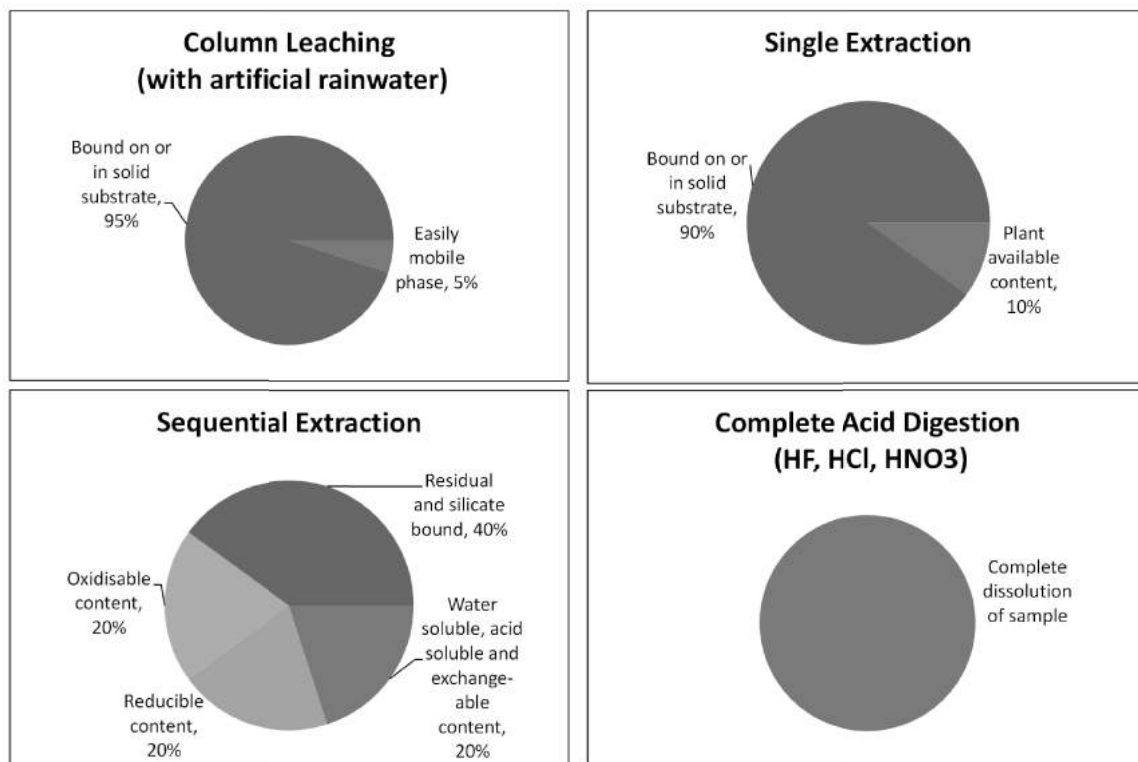 Column Leaching
(with artificial rainwater)
Bound on or
in solid
substrate,
95%
Easily
mobile
phase, 5%
Single Extraction
Bound on or
in solid
substrate,
90%
Plant
available
content,
10%
Sequential Extraction
Residual
and silicate
bound, 40%
Oxidisable
content,
20%
Water
soluble, acid
soluble and
exchange-
able
content,
20%
Reducible
content,
20%
Complete Acid Digestion
(HF, HCl, HNO3)
Complete
dissolution
of sample